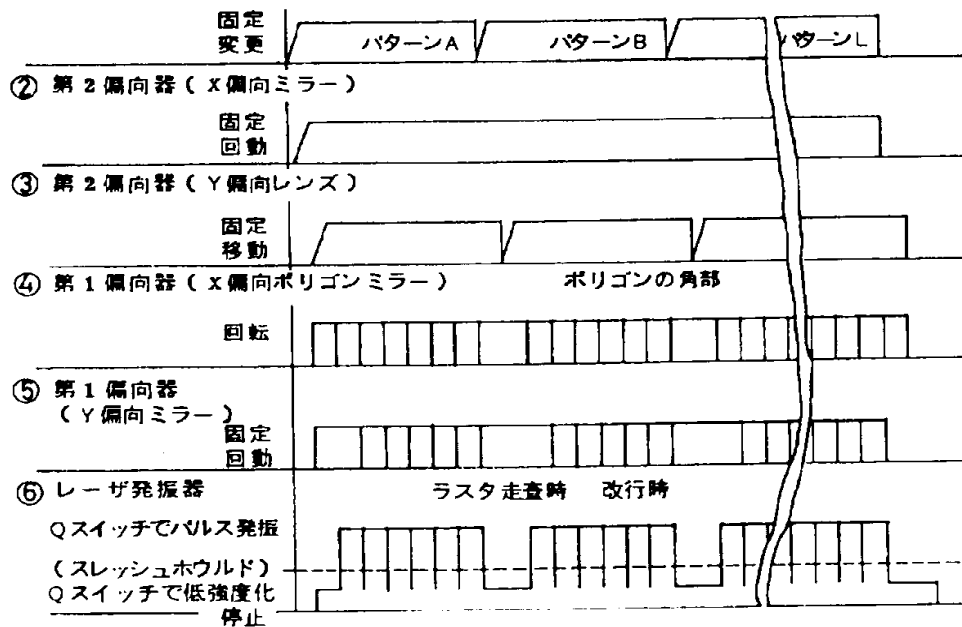 固定
変更
パターンA パターンB パターンL
② 第2偏向器(X偏向ミラー)
固定
回動
③ 第2偏向器(Y偏向レンズ)
固定
移動
④ 第1偏向器(X偏向ポリゴンミラー) ポリゴンの角部
回転
⑤ 第1偏向器
(Y偏向ミラー)
固定
回動
⑥ レーザ発振器 ラスタ走査時 改行時
Qスイッチでパルス発振
(スレッシュホウルド)
Qスイッチで低強度化
停止